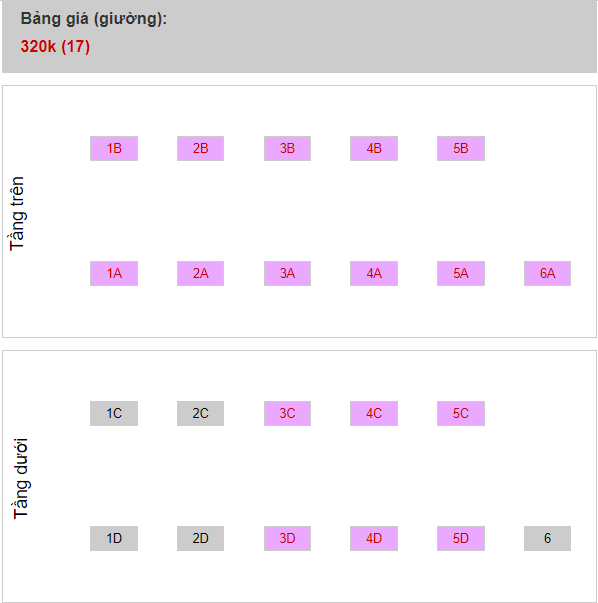 Bảng giá (giường):
320k (17)
Tầng trên
1B 2B 3B 4B 5B
1A 2A 3A 4A 5A 6A
Tầng dưới
1C 2C 3C 4C 5C
1D 2D 3D 4D 5D 6